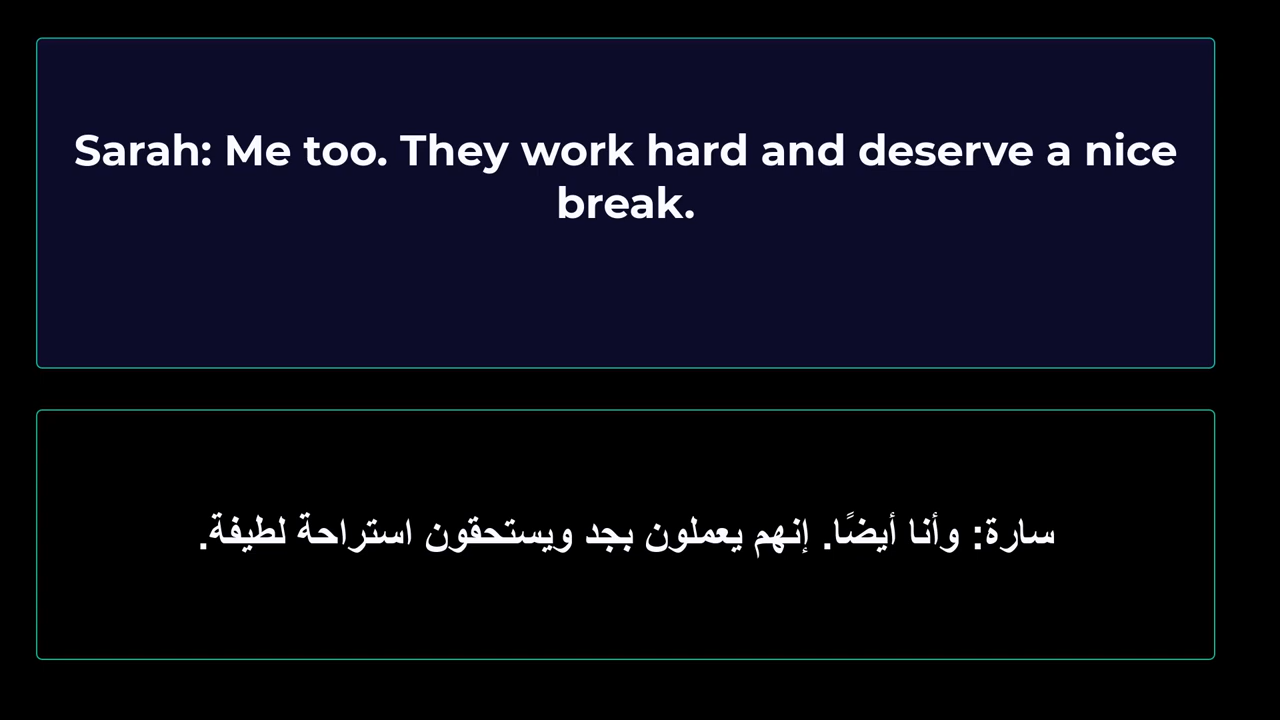 Sarah: Me too. They work hard and deserve a nice
break.
سارة: وأنا أيضًا. إنهم يعملون بجد ويستحقون استراحة لطيفة.